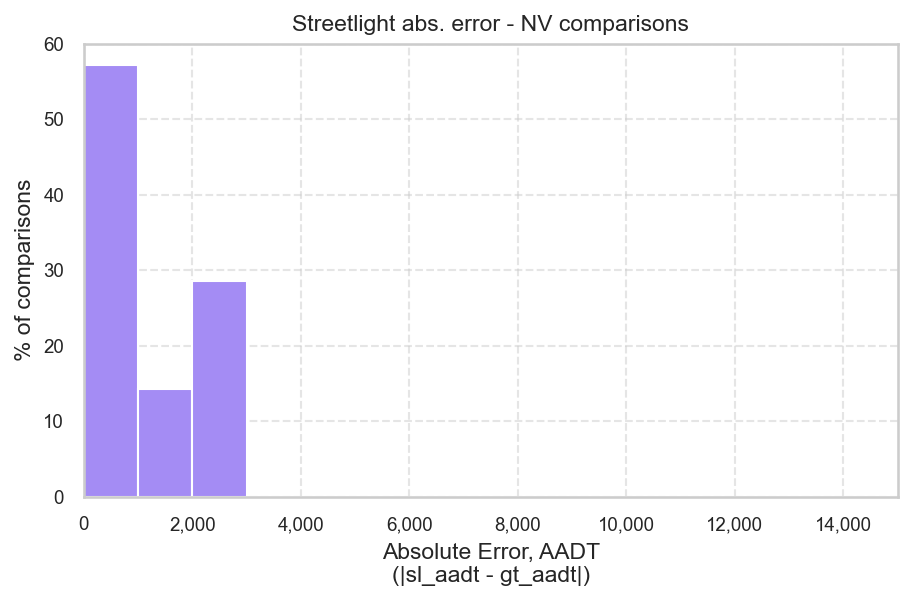 Streetlight abs. error - NV comparisons
60
50
40
30
20
10
0
% of comparisons
0 2,000 4,000 6,000 8,000 10,000 12,000 14,000
Absolute Error, AADT
(|sl_aadt - gt_aadt|)